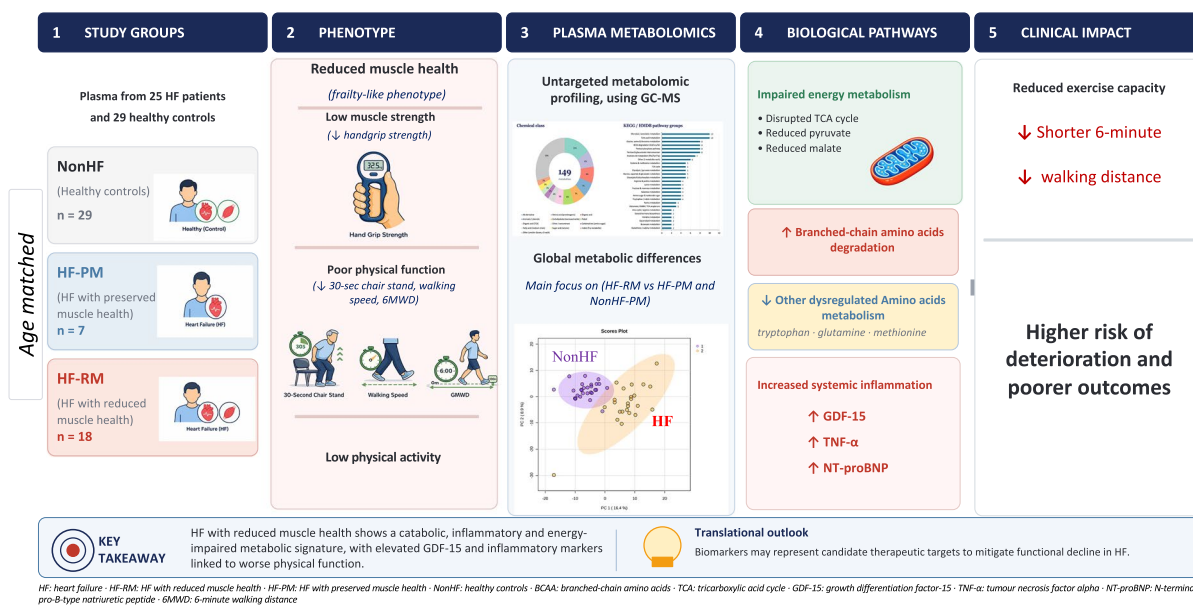 1 STUDY GROUPS
2 PHENOTYPE
3 PLASMA METABOLOMICS
4 BIOLOGICAL PATHWAYS
5 CLINICAL IMPACT
Age matched
Plasma from 25 HF patients
and 29 healthy controls
NonHF
(Healthy controls)
n = 29
Healthy (Control)
HF-PM
(HF with preserved
muscle health)
n = 7
Heart Failure (HF)
HF-RM
(HF with reduced
muscle health)
n = 18
Heart Failure (HF)
Reduced muscle health
(frailty-like phenotype)
Low muscle strength
(↓ handgrip strength)
32.5
Hand Grip Strength
Poor physical function
(↓ 30-sec chair stand, walking
speed, 6MWD)
30S
6:00
30-Second Chair Stand
Walking Speed
GMWD
Low physical activity
Untargeted metabolomic
profiling, using GC-MS
Chemical class
KEGG / HMDB pathway groups
149
Global metabolic differences
Main focus on (HF-RM vs HF-PM and
NonHF-PM)
Scores Plot
NonHF
HF
Impaired energy metabolism
• Disrupted TCA cycle
• Reduced pyruvate
• Reduced malate
↑ Branched-chain amino acids
degradation
↓ Other dysregulated Amino acids
metabolism
tryptophan · glutamine · methionine
Increased systemic inflammation
↑ GDF-15
↑ TNF-α
↑ NT-proBNP
Reduced exercise capacity
↓ Shorter 6-minute
↓ walking distance
Higher risk of
deterioration and
poorer outcomes
KEY
TAKEAWAY
HF with reduced muscle health shows a catabolic, inflammatory and energy-
impaired metabolic signature, with elevated GDF-15 and inflammatory markers
linked to worse physical function.
Translational outlook
Biomarkers may represent candidate therapeutic targets to mitigate functional decline in HF.
HF: heart failure · HF-RM: HF with reduced muscle health · HF-PM: HF with preserved muscle health · NonHF: healthy controls · BCAA: branched-chain amino acids · TCA: tricarboxylic acid cycle · GDF-15: growth differentiation factor-15 · TNF-α: tumour necrosis factor alpha · NT-proBNP:
pro-B-type natriuretic peptide · 6MWD: 6-minute walking distance